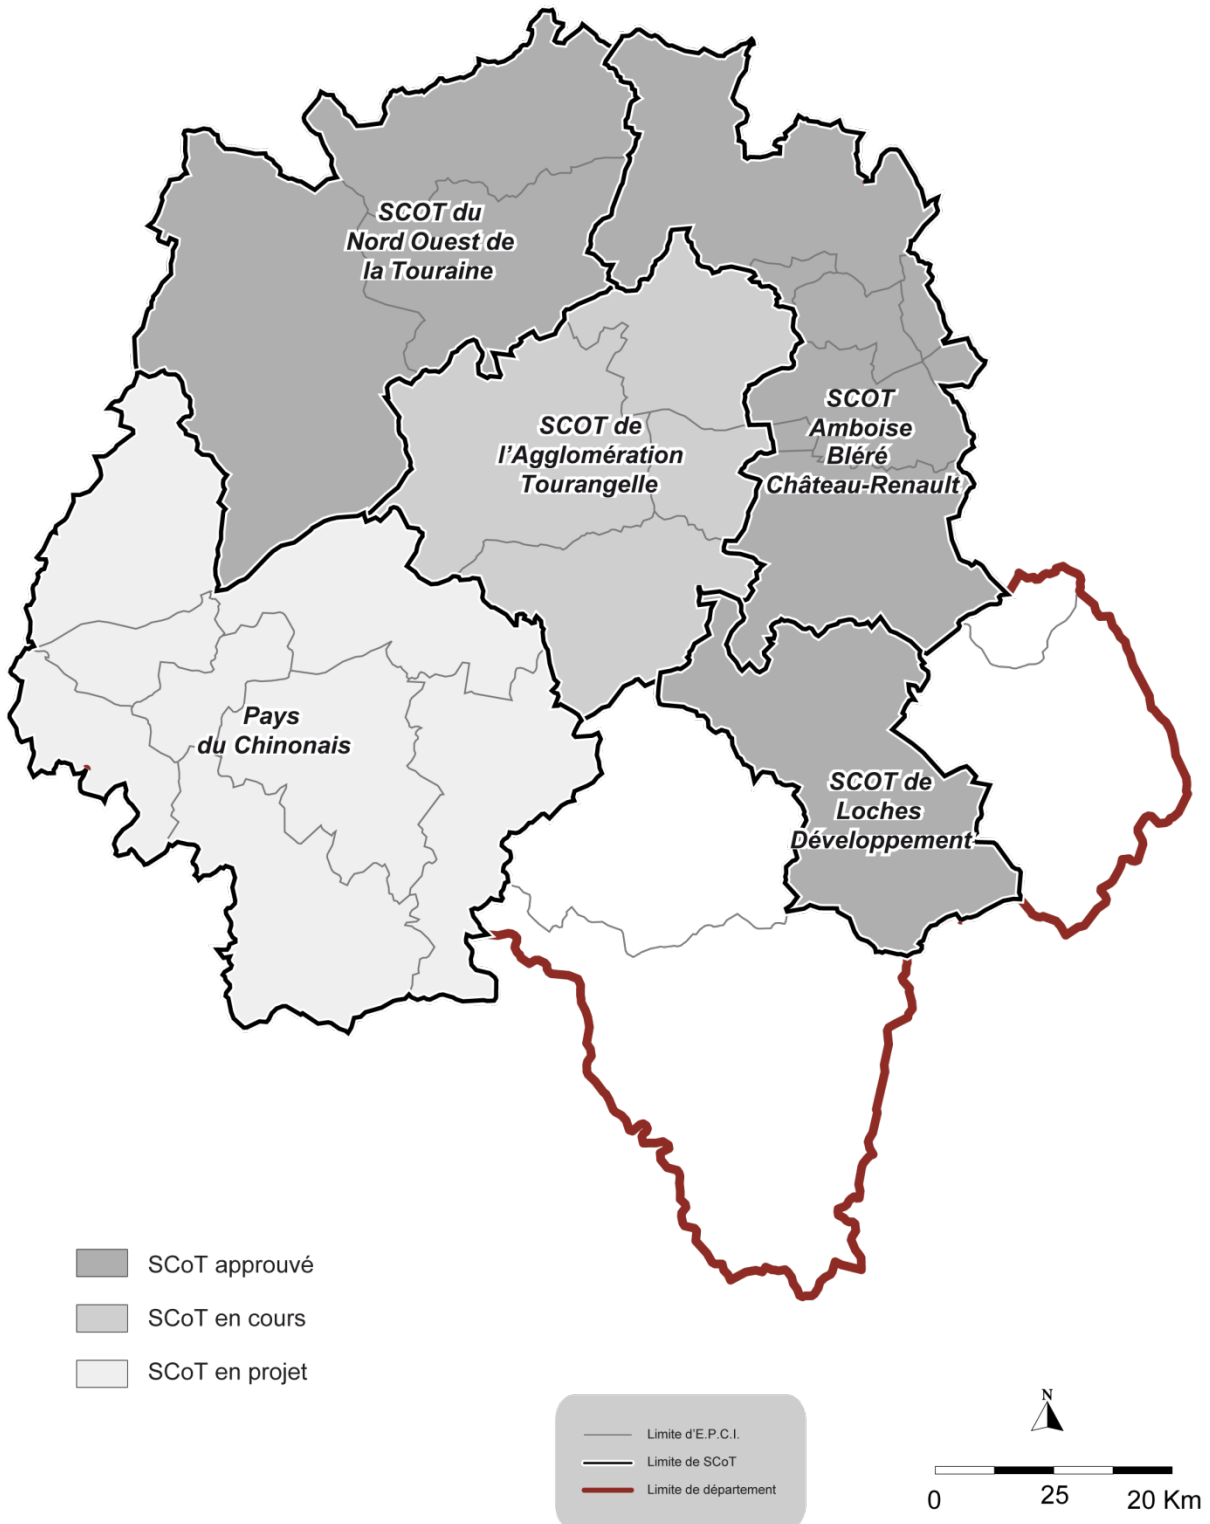 SCOT du
Nord Ouest de
la Touraine
SCOT de
l'Agglomération
Tourangelle
SCOT
Amboise
Bléré
Château-Renault
Pays
du Chinonais
SCOT de
Loches
Développement
SCoT approuvé
SCoT en cours
SCoT en projet
Limite d'E.P.C.I.
Limite de SCoT
Limite de département
N
0 25 20 Km